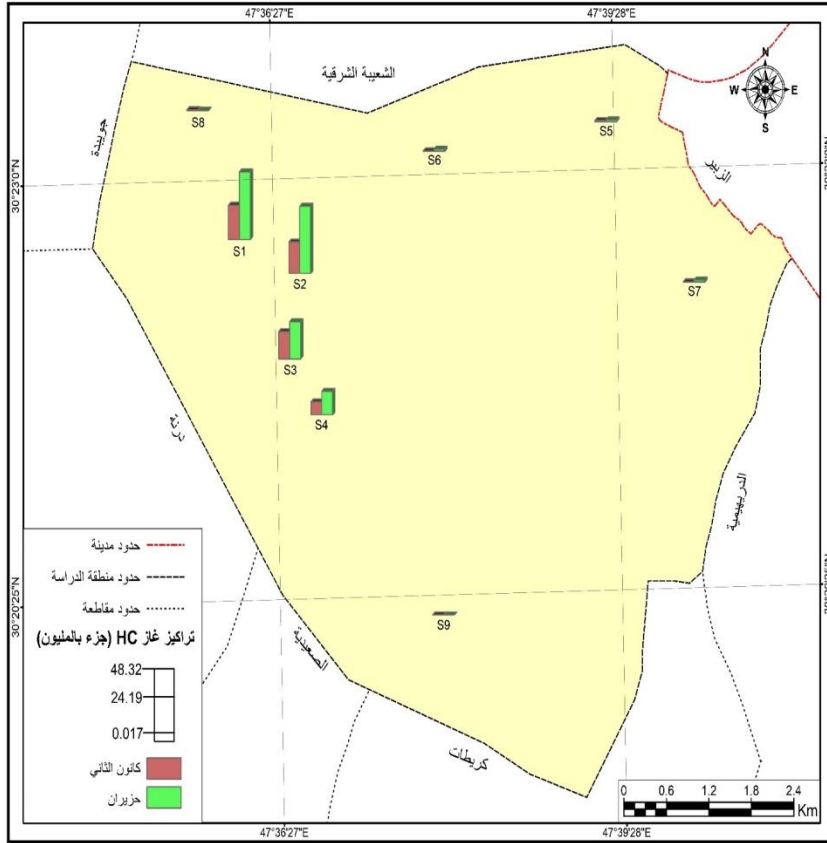 47°36'27"E
47°39'28"E
الشعيبة الشرقية
N
W E
S
جويبدة
S8
S5
S6
الزبير
30°23'0"N
S1
S2
S7
S3
S4
الدريهيمية
حدود مدينة
حدود منطقة الدراسة
حدود مقاطعة
تراكيز غاز HC (جزء بالمليون)
48.32
24.19
0.017
كانون الثاني
حزيران
30°20'25"N
S9
الصعيدية
كريطات
0 0.6 1.2 1.8 2.4
Km
47°36'27"E
47°39'28"E